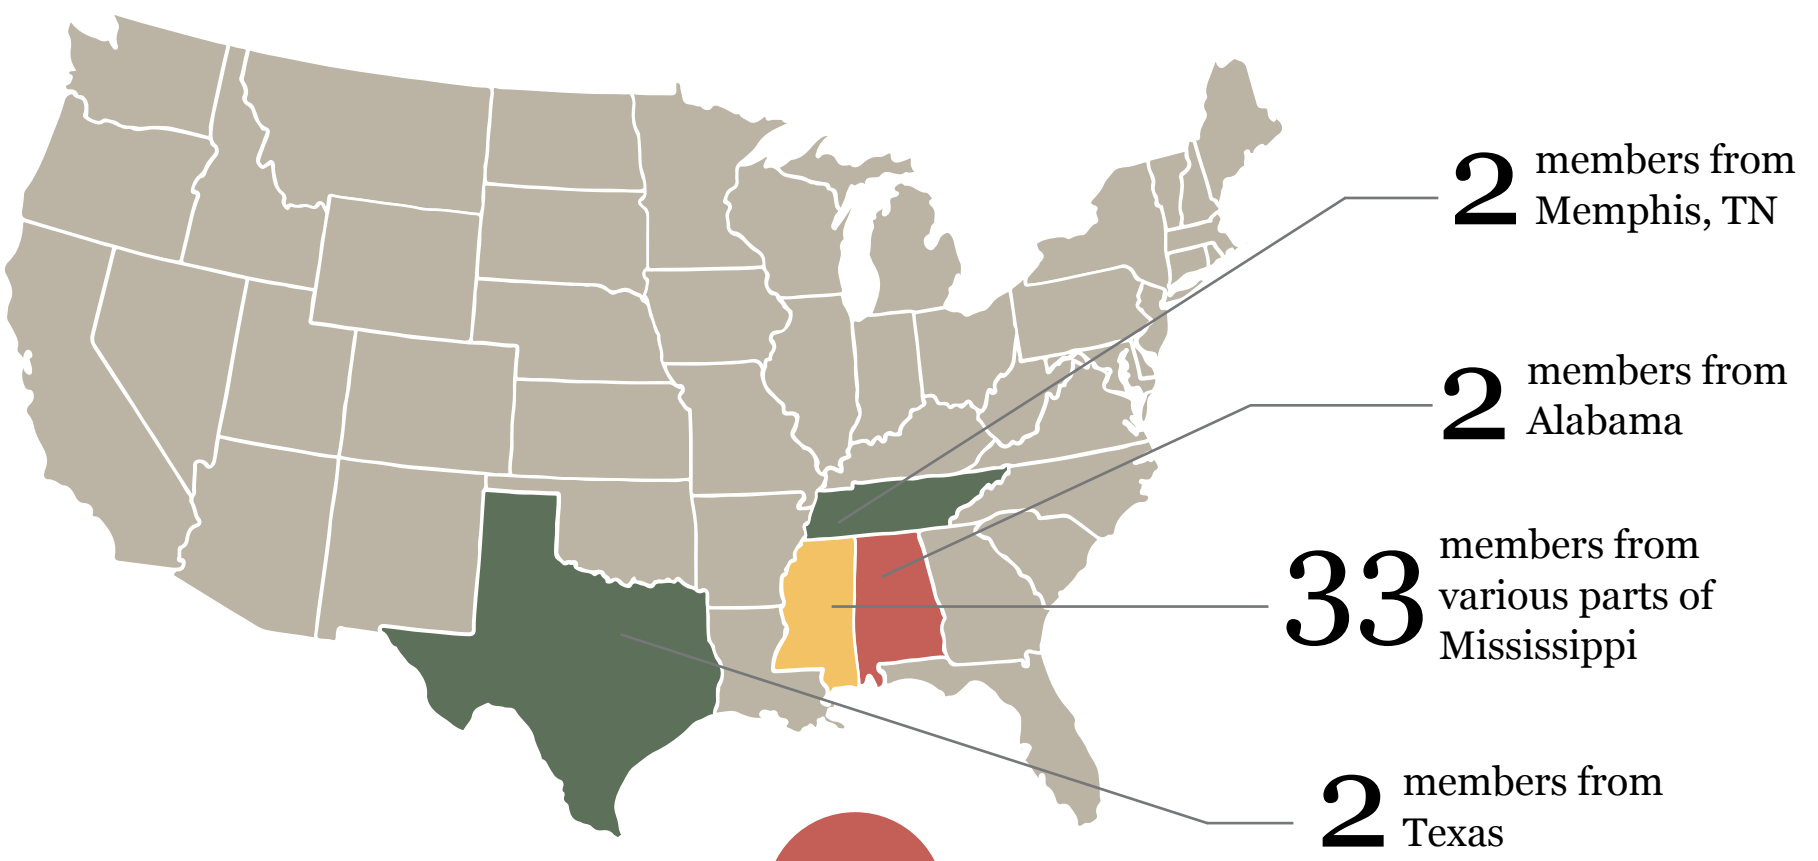 2 members from
Memphis, TN
2 members from
Alabama
33 members from
various parts of
Mississippi
2 members from
Texas